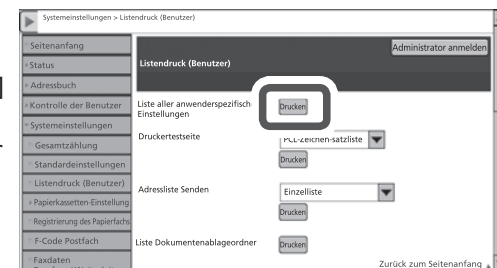 Systemeinstellungen > Listendruck (Benutzer)
Seitenanfang
Status
Adressbuch
Kontrolle der Benutzer
Systemeinstellungen
Gesamtzählung
Standardeinstellungen
Listendruck (Benutzer)
Papierkassetten-Einstellung
Registrierung des Papierfachs
F-Code Postfach
Faxdaten
Administrator anmelden
Listendruck (Benutzer)
Liste aller anwenderspezifisch
Einstellungen
Drucken
Druckertestseite
PCL-Zeichen-satzliste
Drucken
Adressliste Senden
Einzelliste
Drucken
Liste Dokumentenablageordner
Drucken
Zurück zum Seitenanfang